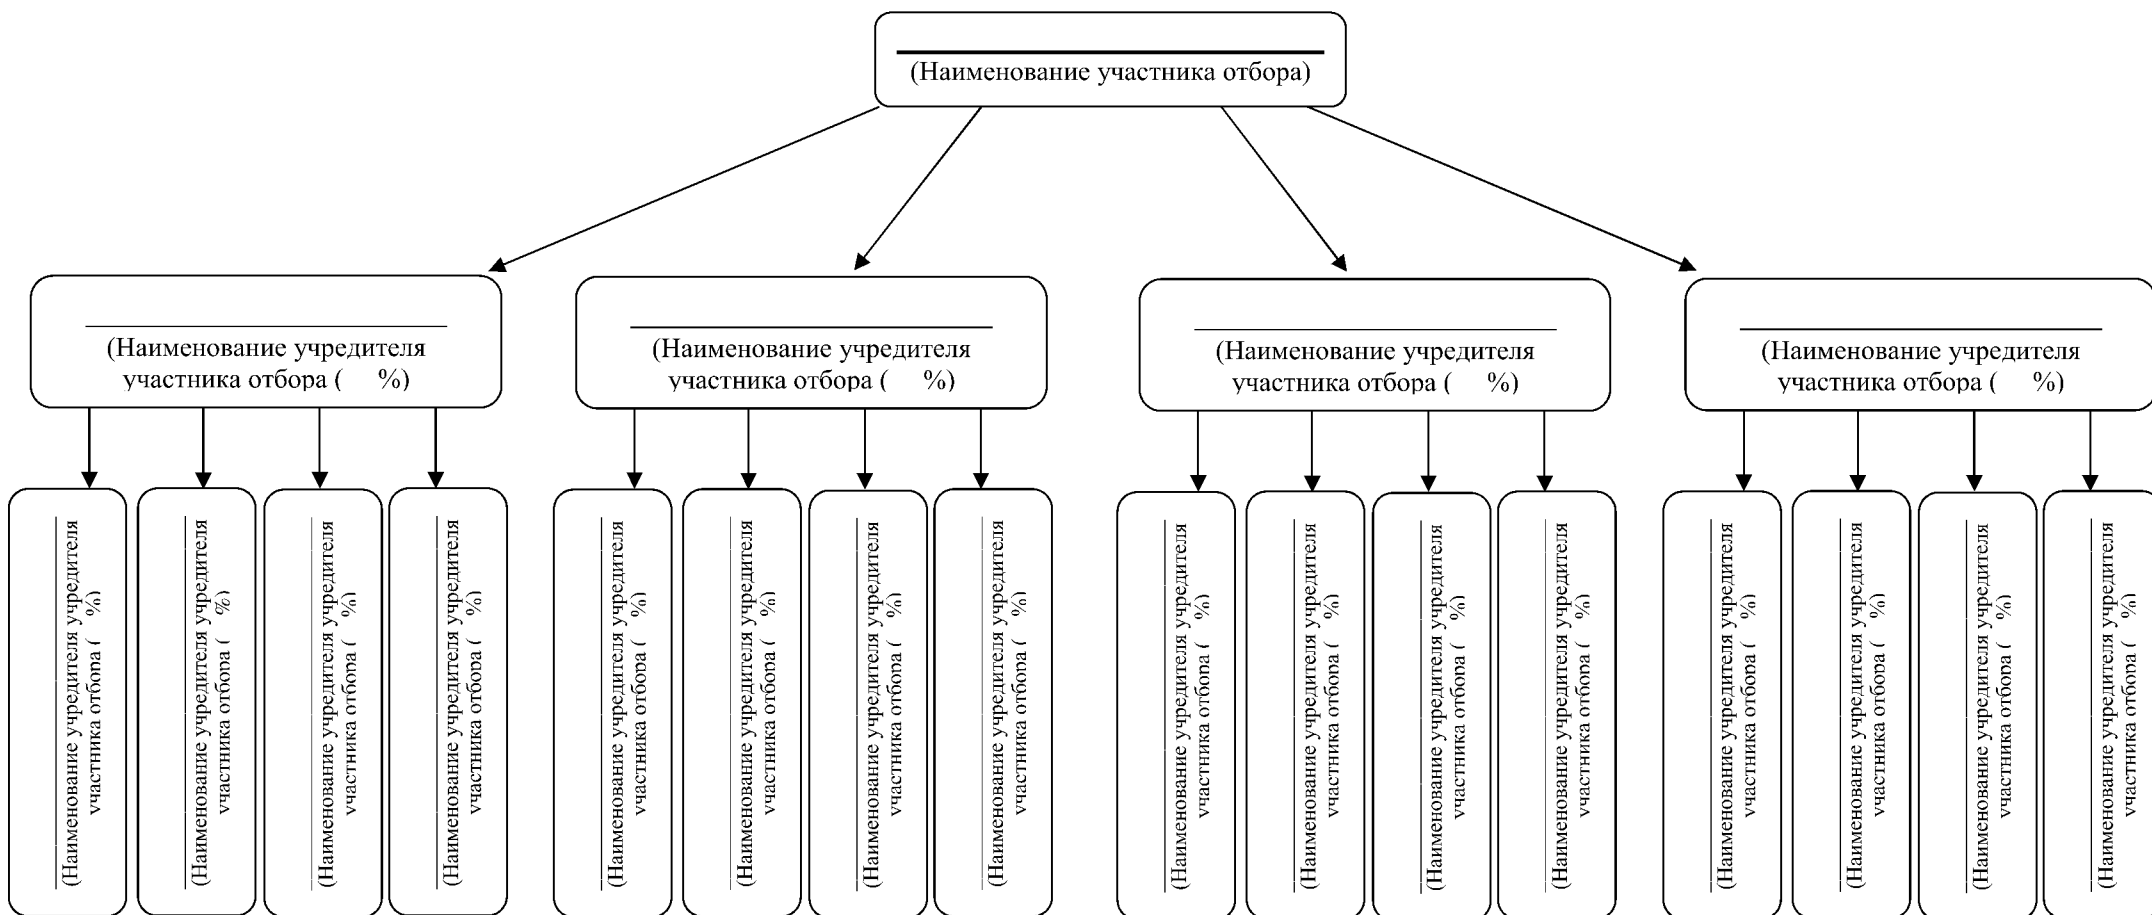 (Наименование участника отбора)
(Наименование учредителя
участника отбора ( %)
(Наименование учредителя
участника отбора ( %)
(Наименование учредителя
участника отбора ( %)
(Наименование учредителя
участника отбора ( %)
(Наименование учредителя учредителя
участника отбора ( %)
(Наименование учредителя учредителя
участника отбора ( %)
(Наименование учредителя учредителя
участника отбора ( %)
(Наименование учредителя учредителя
участника отбора ( %)
(Наименование учредителя учредителя
участника отбора ( %)
(Наименование учредителя учредителя
участника отбора ( %)
(Наименование учредителя учредителя
участника отбора ( %)
(Наименование учредителя учредителя
участника отбора ( %)
(Наименование учредителя учредителя
участника отбора ( %)
(Наименование учредителя учредителя
участника отбора ( %)
(Наименование учредителя учредителя
участника отбора ( %)
(Наименование учредителя учредителя
участника отбора ( %)
(Наименование учредителя учредителя
участника отбора ( %)
(Наименование учредителя учредителя
участника отбора ( %)
(Наименование учредителя учредителя
участника отбора ( %)
(Наименование учредителя учредителя
участника отбора ( %)